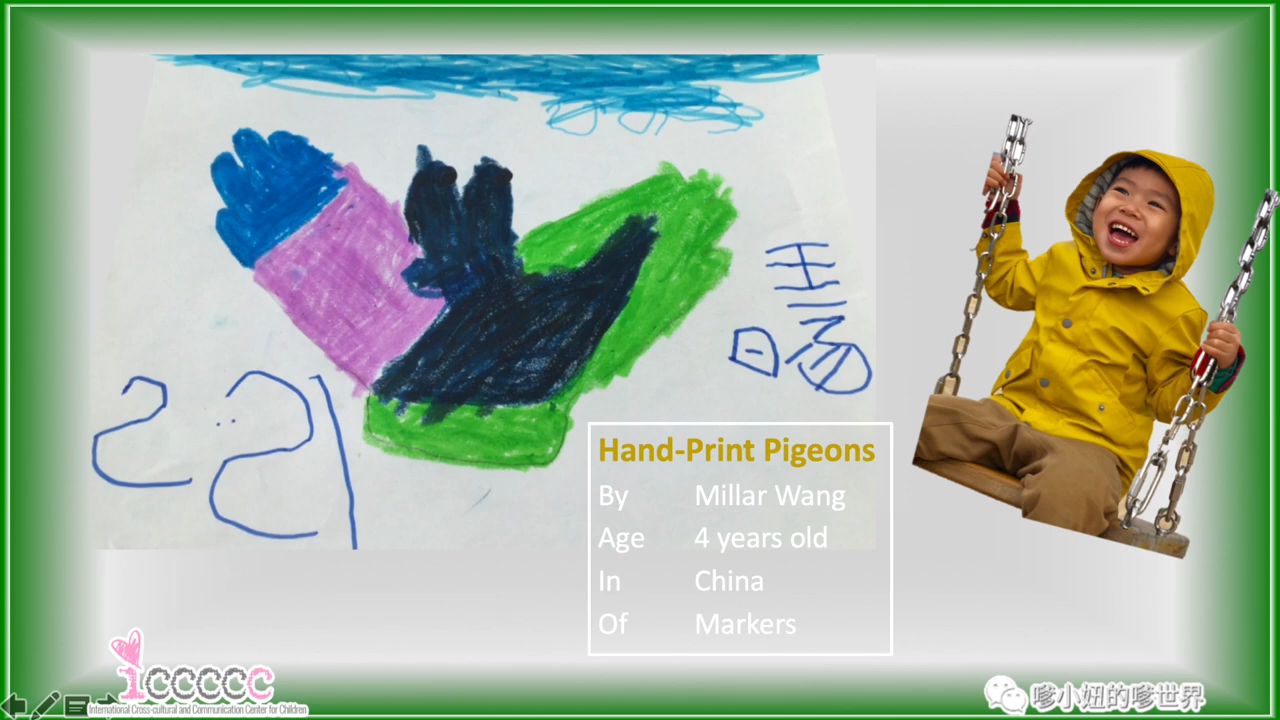 王
一
旸
221
Hand-Print Pigeons
By Millar Wang
Age 4 years old
In China
Of Markers
iccccc
International Cross-cultural and Communication Center for Children
嗲小妞的嗲世界